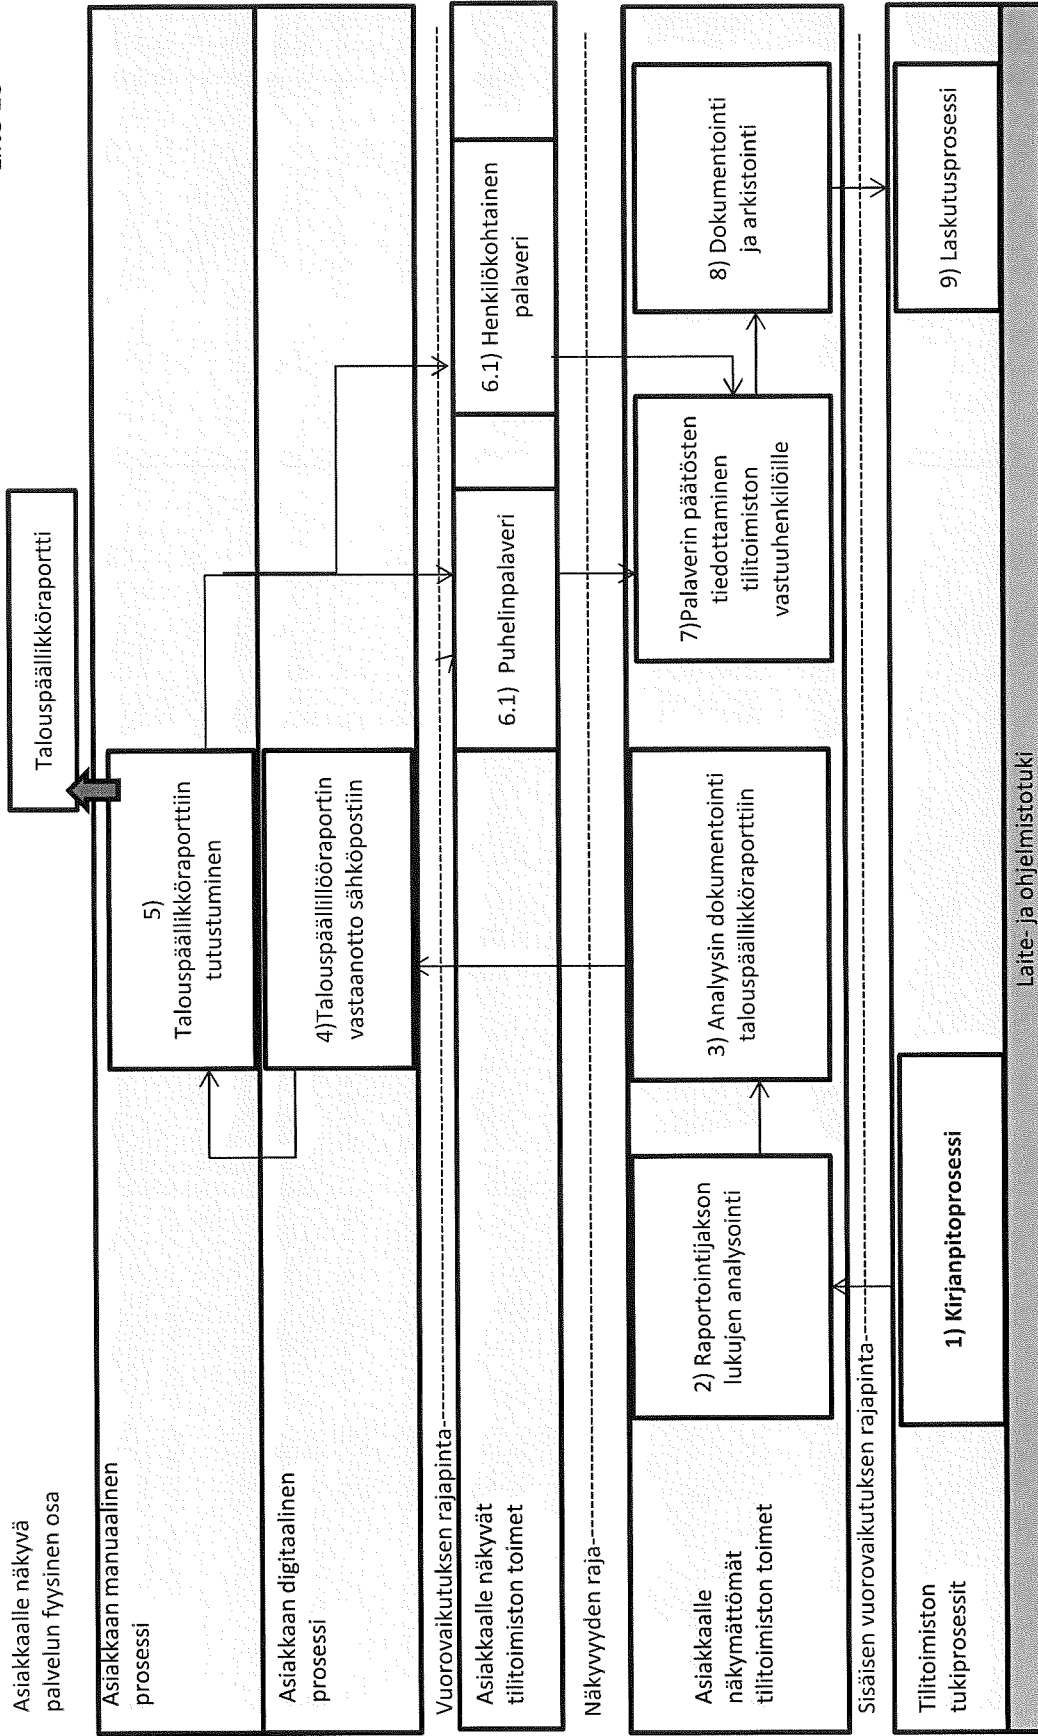 Asiakkaalle näkyvä
palvelun fyysinen osa
Talouspäällikköraportti
Asiakkaan manuaalinen
prosessi
5)
Talouspäällikköraporttiin
tutustuminen
Asiakkaan digitaalinen
prosessi
4)Talouspäällillööraportin
vastaanotto sähköpostiin
Vuorovaikutuksen rajapinta
Asiakkaalle näkyvät
tilitoimiston toimet
6.1) Puhelinpalaveri
6.1) Henkilökohtainen
palaveri
Näkyvyyden raja
Asiakkaalle
näkymättömät
tilitoimiston toimet
2) Raportointijakson
lukujen analysointi
3) Analyysin dokumentointi
talouspäällikköraporttiin
7)Palaverin päätösten
tiedottaminen
tilitoimiston
vastuuhenkilöille
8) Dokumentointi
ja arkistointi
Sisäisen vuorovaikutuksen rajapinta
Tilitoimiston
tukiprosessit
1) Kirjanpitoprosessi
9) Laskutusprosessi
Laite- ja ohjelmistotuki